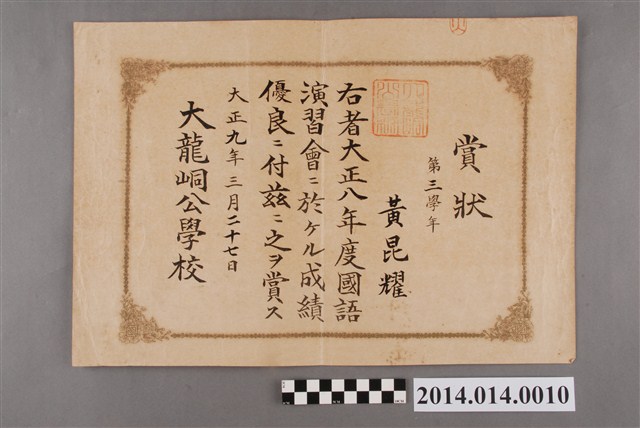 賞狀
第三學年
黃昆耀
右者大正八年度國語
演習會ニ於ケル成績
優良ニ付茲ニ之ヲ賞ス
大正九年三月二十七日
大龍峒公學校
2014.014.0010